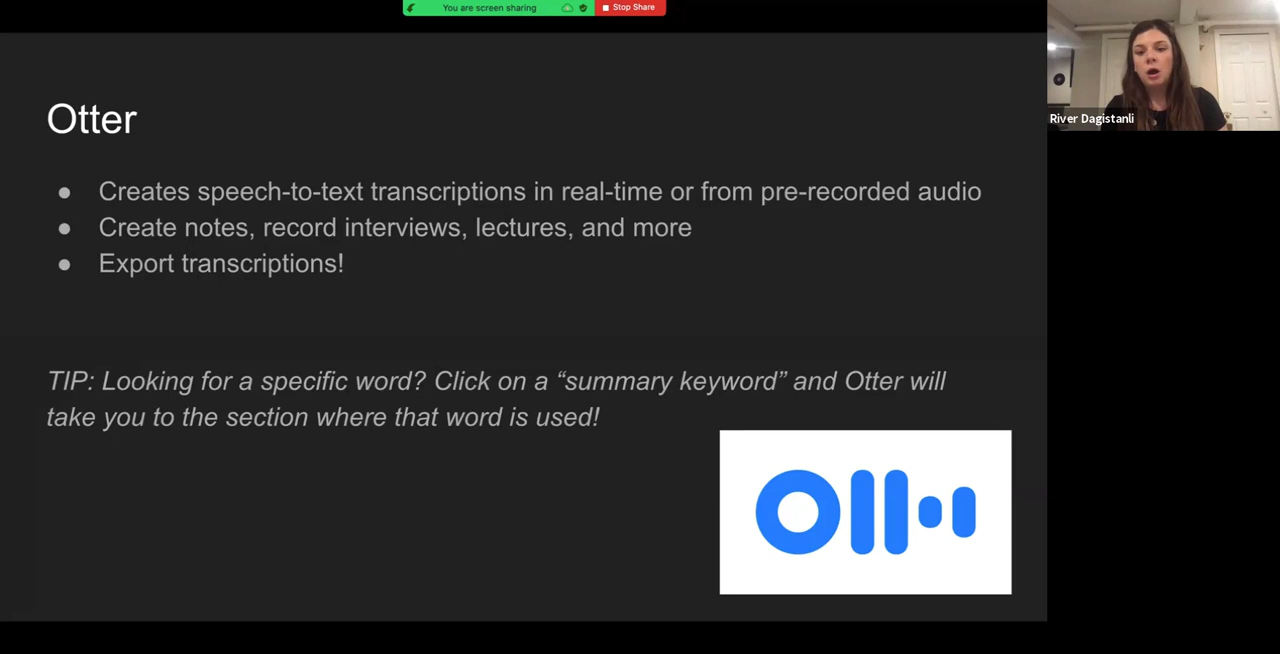 You are screen sharing
Stop Share
River Dagistanli
Otter
● Creates speech-to-text transcriptions in real-time or from pre-recorded audio
● Create notes, record interviews, lectures, and more
● Export transcriptions!
TIP: Looking for a specific word? Click on a “summary keyword” and Otter will
take you to the section where that word is used!